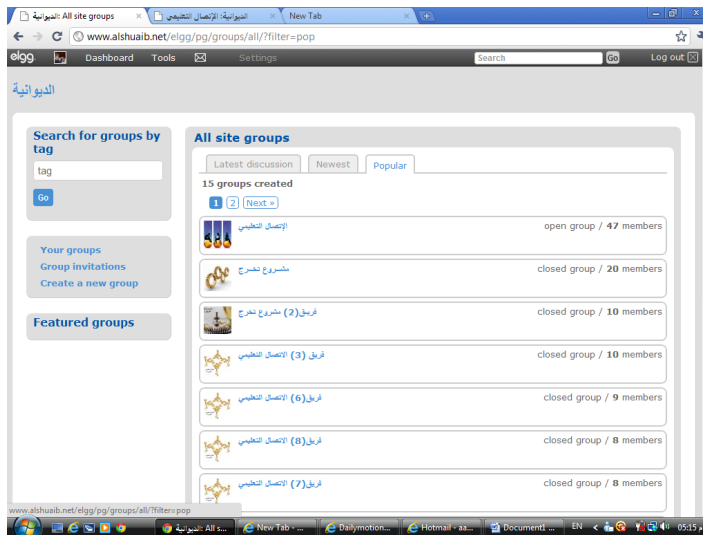 الديوانية: All site groups
الديوانية: الإتصال التعليمي
New Tab
www.alshuaib.net/elgg/pg/groups/all/?filter=pop
elgg.
Dashboard
Tools
Settings
Search
Go
Log out
الديوانية
Search for groups by
tag
tag
Go
Your groups
Group invitations
Create a new group
Featured groups
All site groups
Latest discussion
Newest
Popular
15 groups created
1 2 Next »
الإتصال التعليمي
open group / 47 members
مشروع تخرج
closed group / 20 members
فريق(2) مشروع تخرج
closed group / 10 members
فريق (3) الاتصال التعليمي
closed group / 10 members
فريق(6) الاتصال التعليمي
closed group / 9 members
فريق(8) الاتصال التعليمي
closed group / 8 members
فريق(7) الاتصال التعليمي
closed group / 8 members
www.alshuaib.net/elgg/pg/groups/all/?filter=pop
الديوانية: All s...
New Tab - ...
Dailymotion...
Hotmail - aa...
Document1 ...
EN
05:15 م